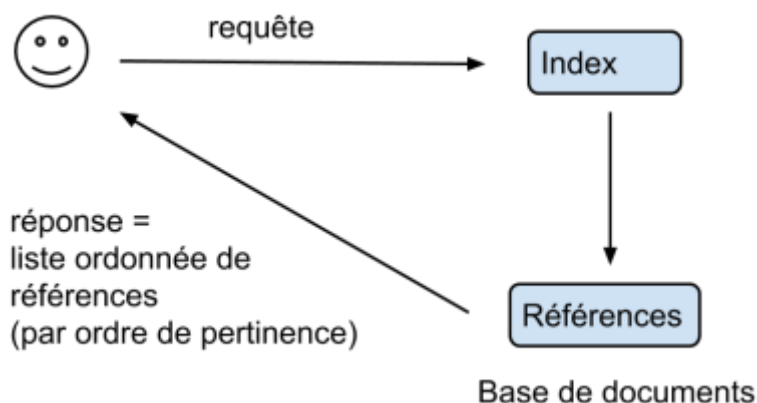 requête
Index
réponse =
liste ordonnée de
références
(par ordre de pertinence)
Références
Base de documents